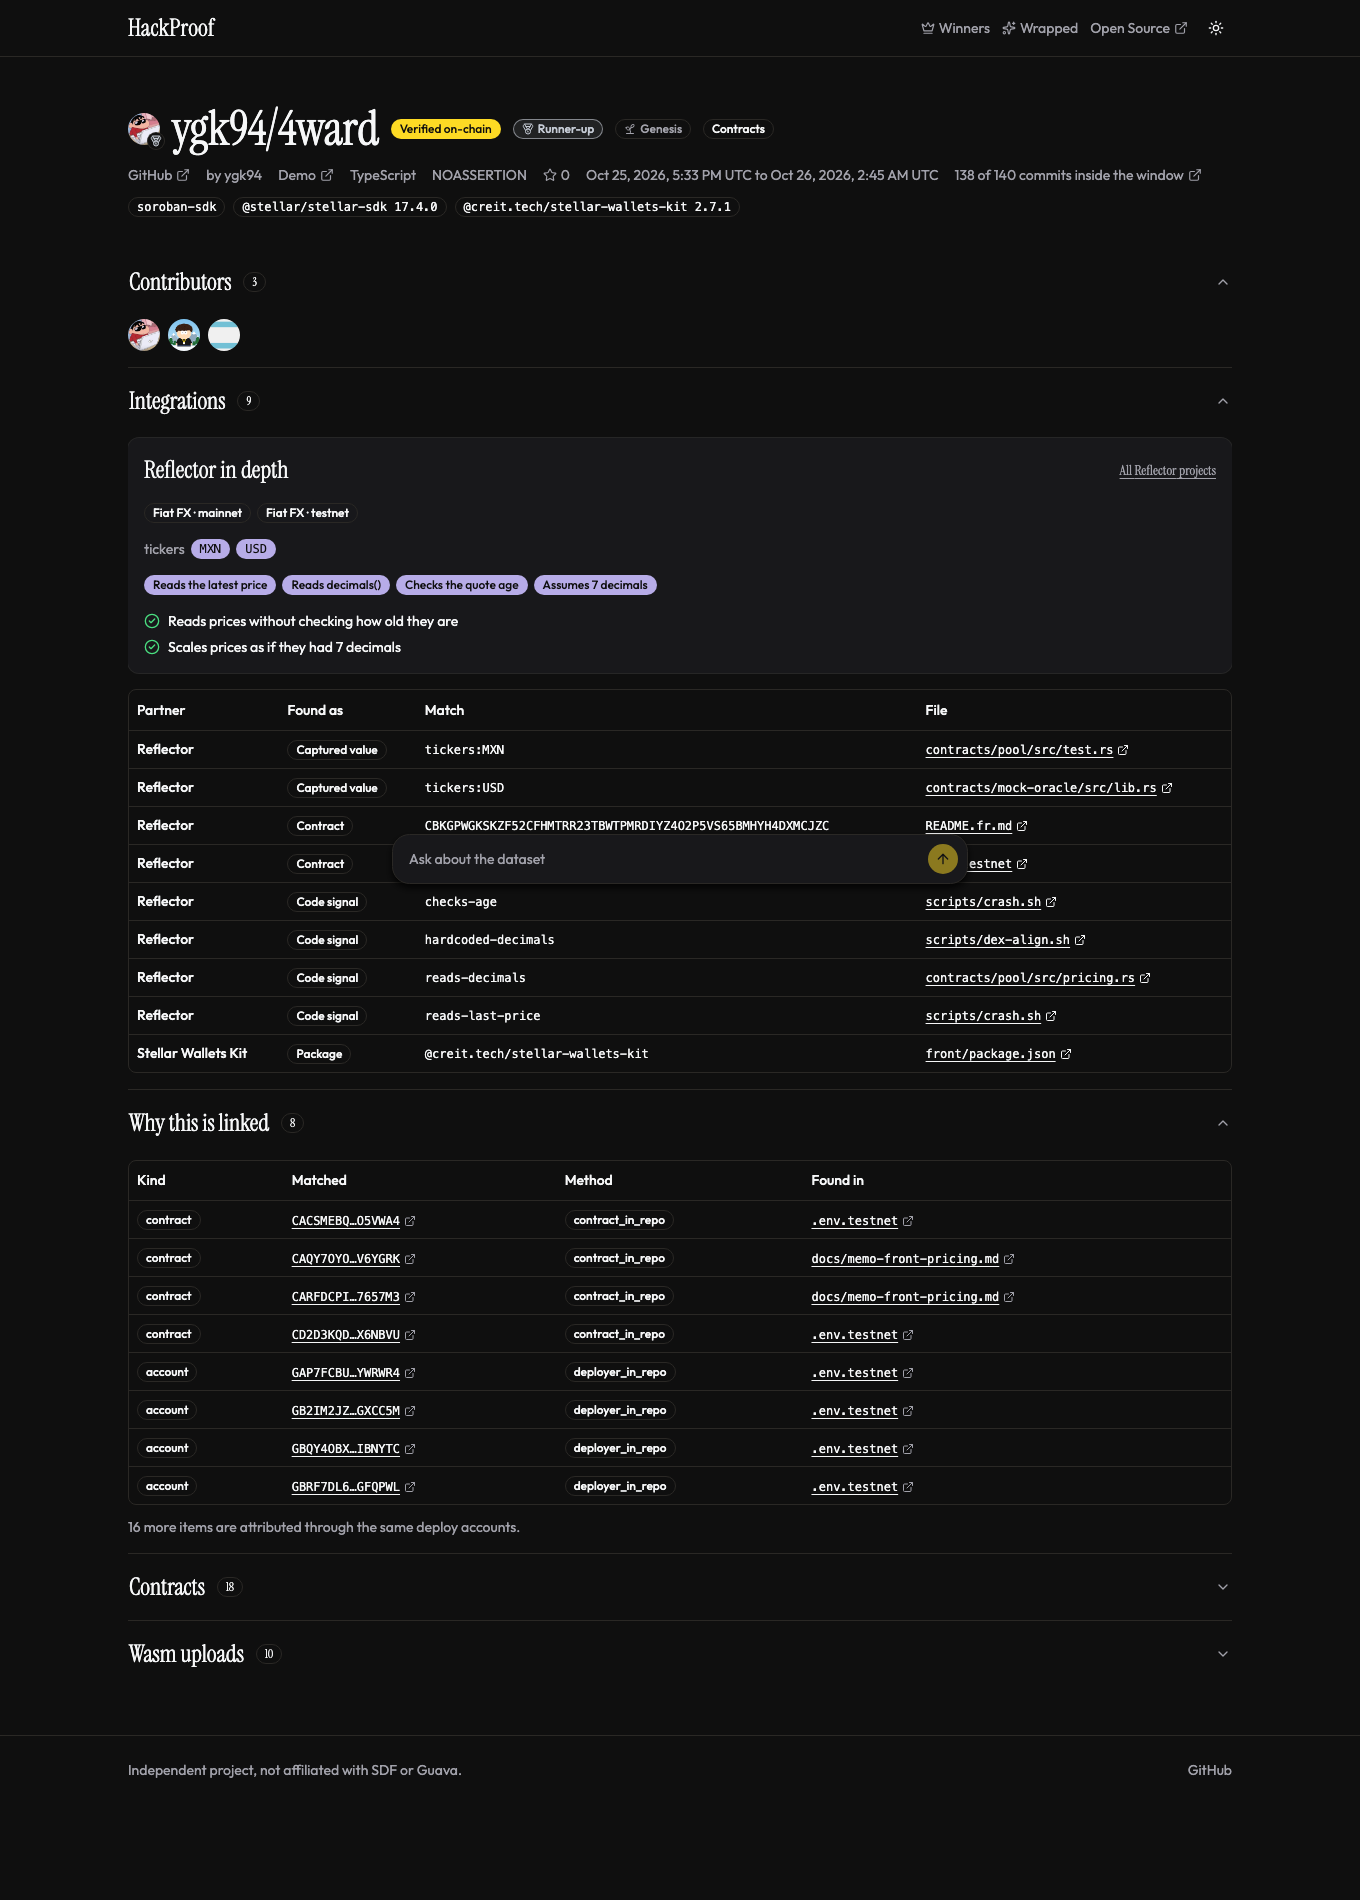 HackProof
Winners
Wrapped
Open Source
ygk94/4ward
Verified on-chain
Runner-up
Genesis
Contracts
GitHub
by ygk94
Demo
TypeScript
NOASSERTION
0
Oct 25, 2026, 5:33 PM UTC to Oct 26, 2026, 2:45 AM UTC
138 of 140 commits inside the window
soroban-sdk
@stellar/stellar-sdk 17.4.0
@creit.tech/stellar-wallets-kit 2.7.1
Contributors 3
Integrations 9
Reflector in depth
All Reflector projects
Fiat FX · mainnet
Fiat FX · testnet
tickers MXN USD
Reads the latest price
Reads decimals()
Checks the quote age
Assumes 7 decimals
Reads prices without checking how old they are
Scales prices as if they had 7 decimals
Partner Found as Match File
Reflector Captured value tickers:MXN contracts/pool/src/test.rs
Reflector Captured value tickers:USD contracts/mock-oracle/src/lib.rs
Reflector Contract CBKGPWGKSKZF52CFHMTRR23TBWTPMRDIYZ4O2P5VS65BMHYH4DXMCJZC README.fr.md
Reflector Contract estnet
Ask about the dataset
Reflector Code signal checks-age scripts/crash.sh
Reflector Code signal hardcoded-decimals scripts/dex-align.sh
Reflector Code signal reads-decimals contracts/pool/src/pricing.rs
Reflector Code signal reads-last-price scripts/crash.sh
Stellar Wallets Kit Package @creit.tech/stellar-wallets-kit front/package.json
Why this is linked 8
Kind Matched Method Found in
contract CACSMEBQ…O5VWA4 contract_in_repo .env.testnet
contract CAQY7OYO…V6YGRK contract_in_repo docs/memo-front-pricing.md
contract CARFDCPI…7657M3 contract_in_repo docs/memo-front-pricing.md
contract CD2D3KQD…X6NBVU contract_in_repo .env.testnet
account GAP7FCBU…YWRWR4 deployer_in_repo .env.testnet
account GB2IM2JZ…GXCC5M deployer_in_repo .env.testnet
account GBQY4OBX…IBNYTC deployer_in_repo .env.testnet
account GBRF7DL6…GFQPWL deployer_in_repo .env.testnet
16 more items are attributed through the same deploy accounts.
Contracts 18
Wasm uploads 10
Independent project, not affiliated with SDF or Guava.
GitHub